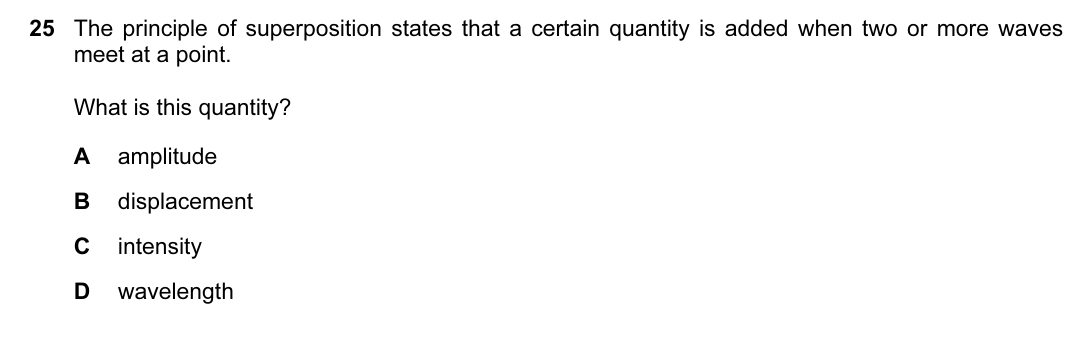 25 The principle of superposition states that a certain quantity is added when two or more waves
meet at a point.
What is this quantity?
A amplitude
B displacement
C intensity
D wavelength